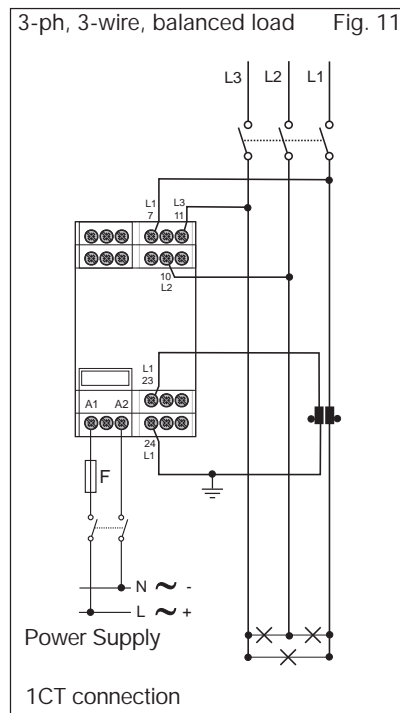 3-ph, 3-wire, balanced load Fig. 11
L3 L2 L1
L1 L3
7 11
10
L2
L1
23
A1 A2
24
L1
F
N ~ -
L ~ +
Power Supply
1CT connection